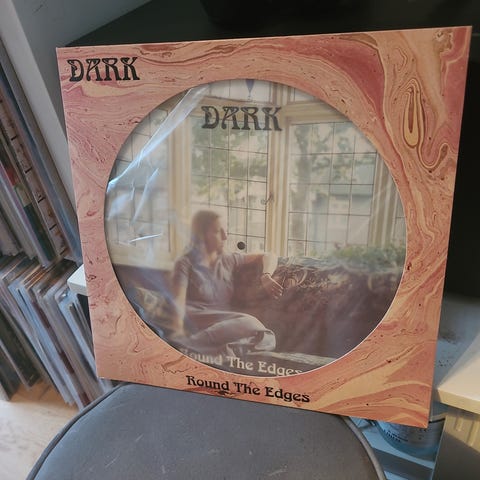 DARK
DARK
Round The Edges
Round The Edges